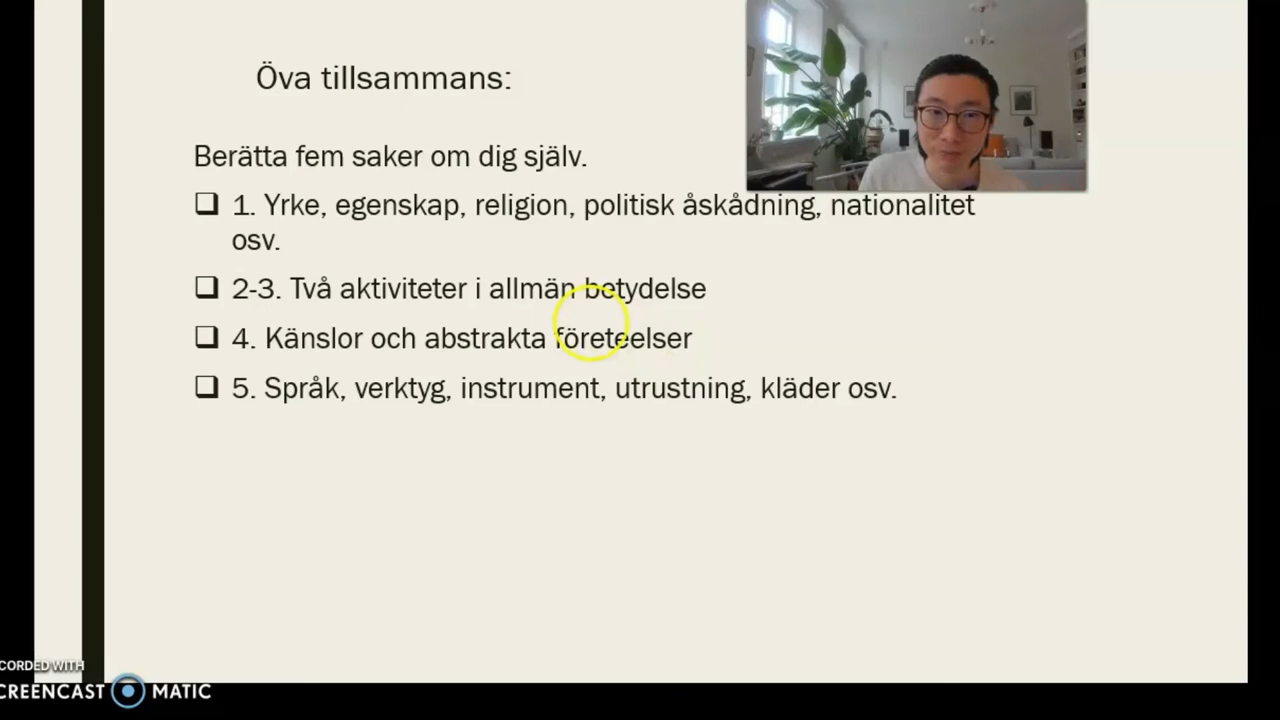 Öva tillsammans:
Berätta fem saker om dig själv.
1. Yrke, egenskap, religion, politisk åskådning, nationalitet
osv.
2-3. Två aktiviteter i allmän betydelse
4. Känslor och abstrakta företeelser
5. Språk, verktyg, instrument, utrustning, kläder osv.
CORDED WITH
CREENCAST MATIC